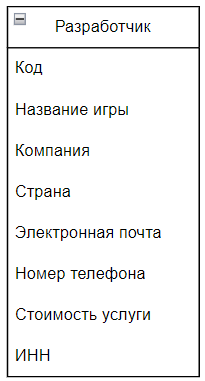 Разработчик
Код
Название игры
Компания
Страна
Электронная почта
Номер телефона
Стоимость услуги
ИНН